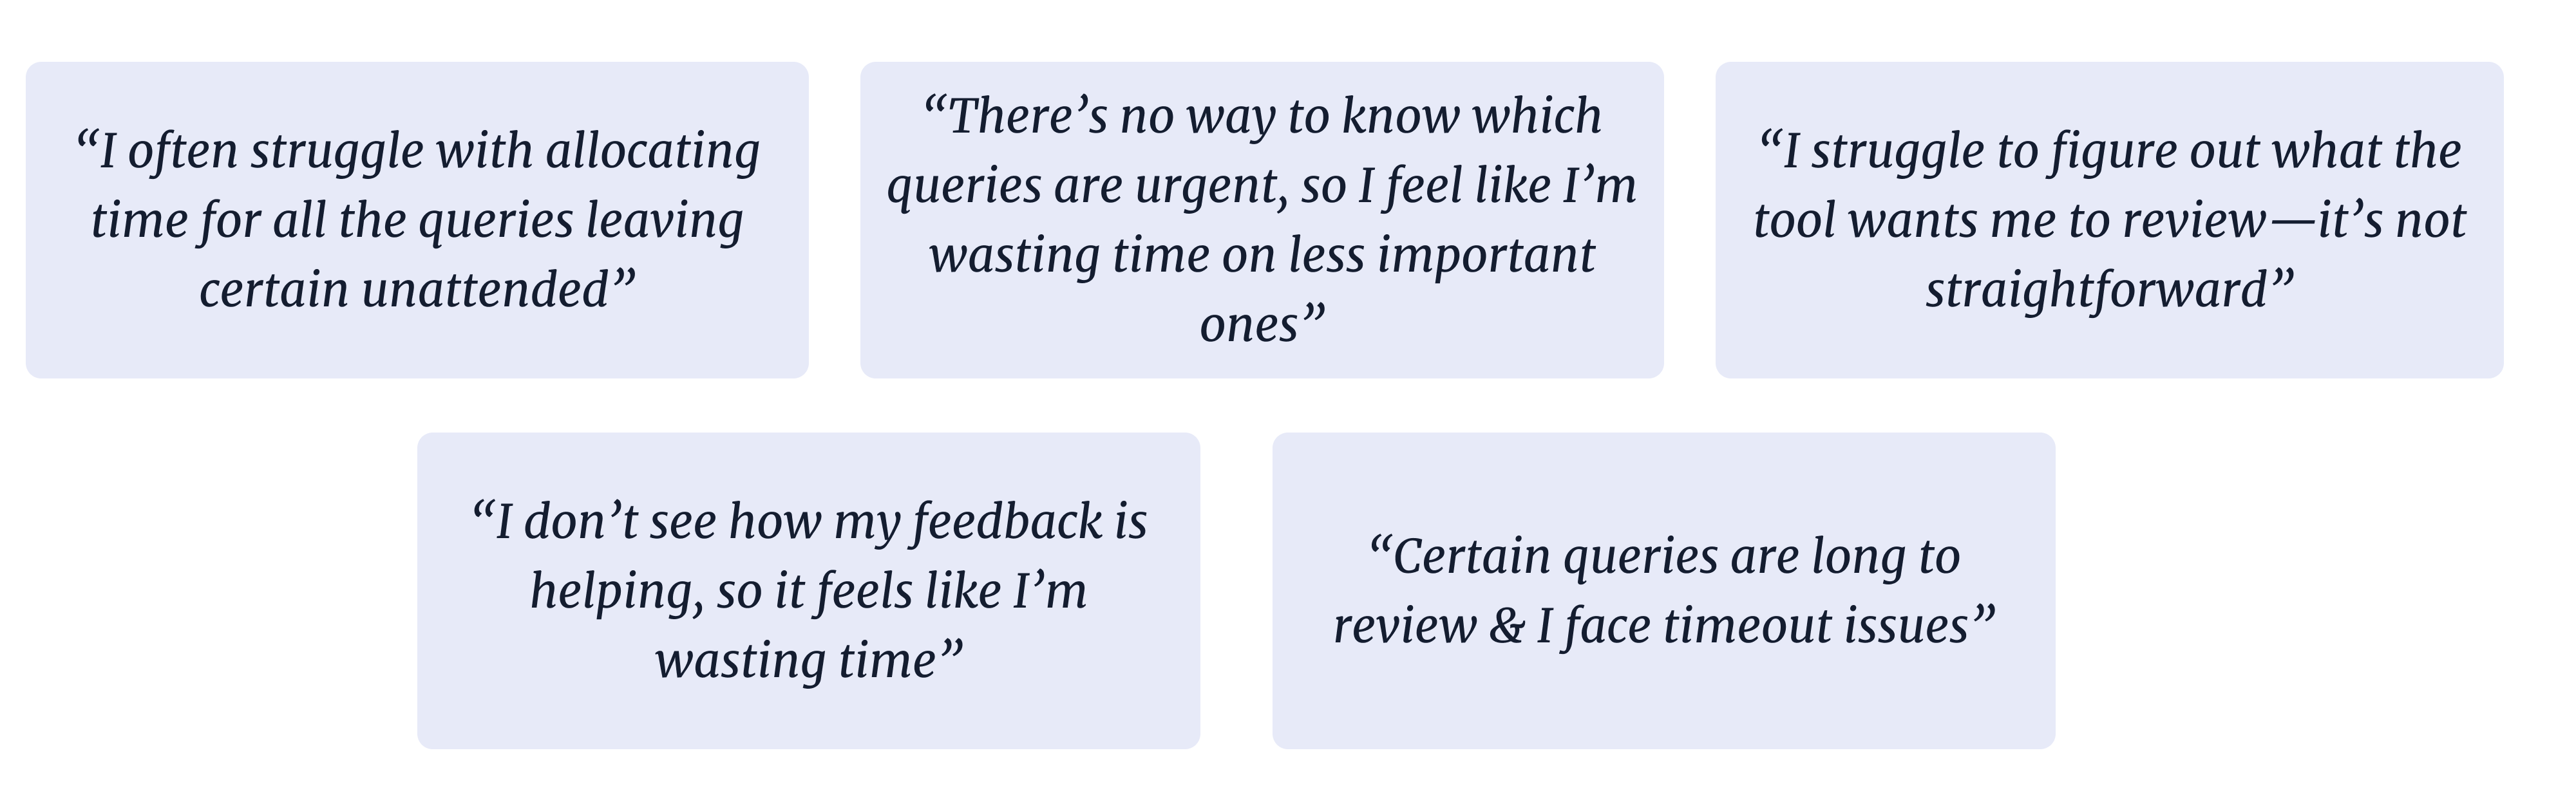 “I often struggle with allocating
time for all the queries leaving
certain unattended”
“There’s no way to know which
queries are urgent, so I feel like I’m
wasting time on less important
ones”
“I struggle to figure out what the
tool wants me to review—it’s not
straightforward”
“I don’t see how my feedback is
helping, so it feels like I’m
wasting time”
“Certain queries are long to
review & I face timeout issues”